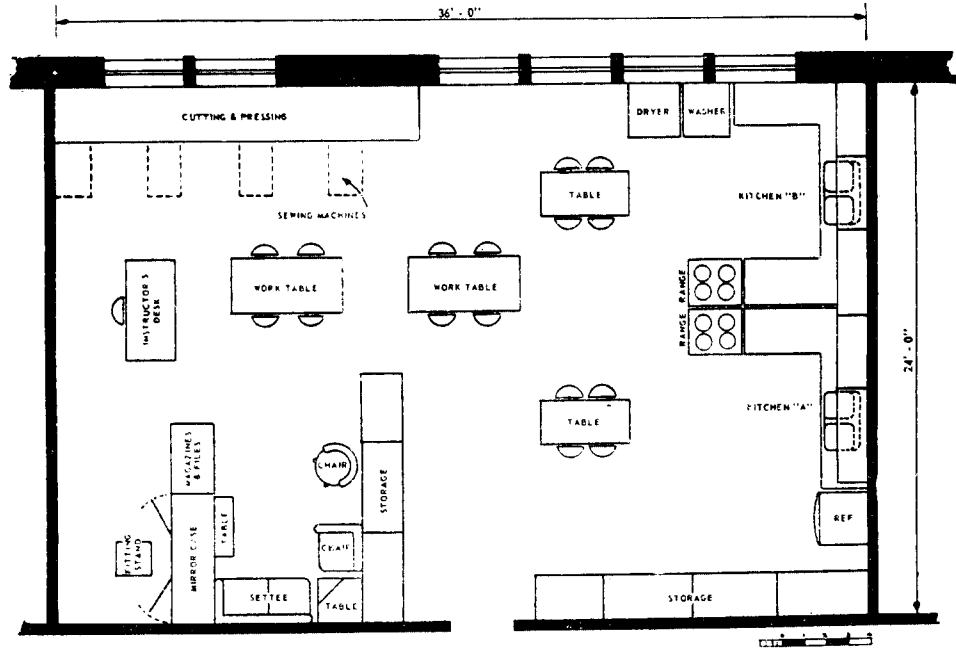 36' - 0"
CUTTING & PRESSING
DRYER
WASHER
SEWING MACHINES
TABLE
KITCHEN "B"
INSTRUCTOR'S
DESK
WORK TABLE
WORK TABLE
RANGE
RANGE
24' - 0"
TABLE
KITCHEN "A"
MAGAZINES
& FILES
CHAIR
STORAGE
FITTING
STAND
MIRROR CASE
TABLE
CHAIR
REF
SETTEE
TABLE
STORAGE